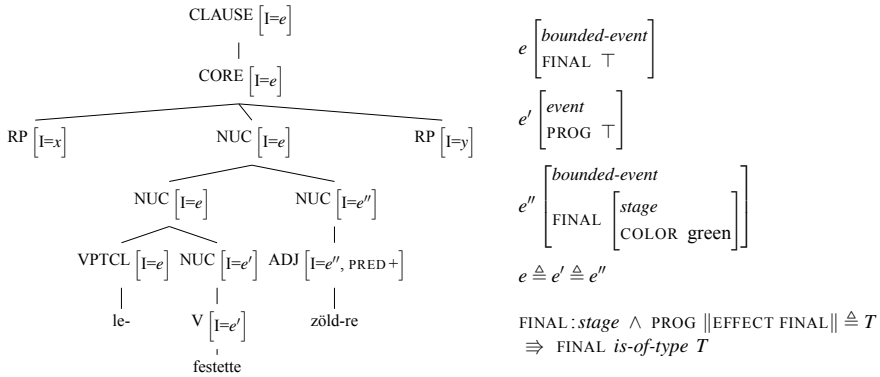 CLAUSE [I=e]
CORE [I=e]
RP [I=x] NUC [I=e] RP [I=y]
NUC [I=e] NUC [I=e″]
VPTCL [I=e] NUC [I=e′] ADJ [I=e″, PRED +]
le- V [I=e′] zöld-re
festette
e [bounded-event
FINAL ⊤]
e′ [event
PROG ⊤]
e″ [bounded-event
FINAL [stage
COLOR green]]
e ≜ e′ ≜ e″
FINAL : stage ∧ PROG ‖EFFECT FINAL‖ ≜ T
⇛ FINAL is-of-type T